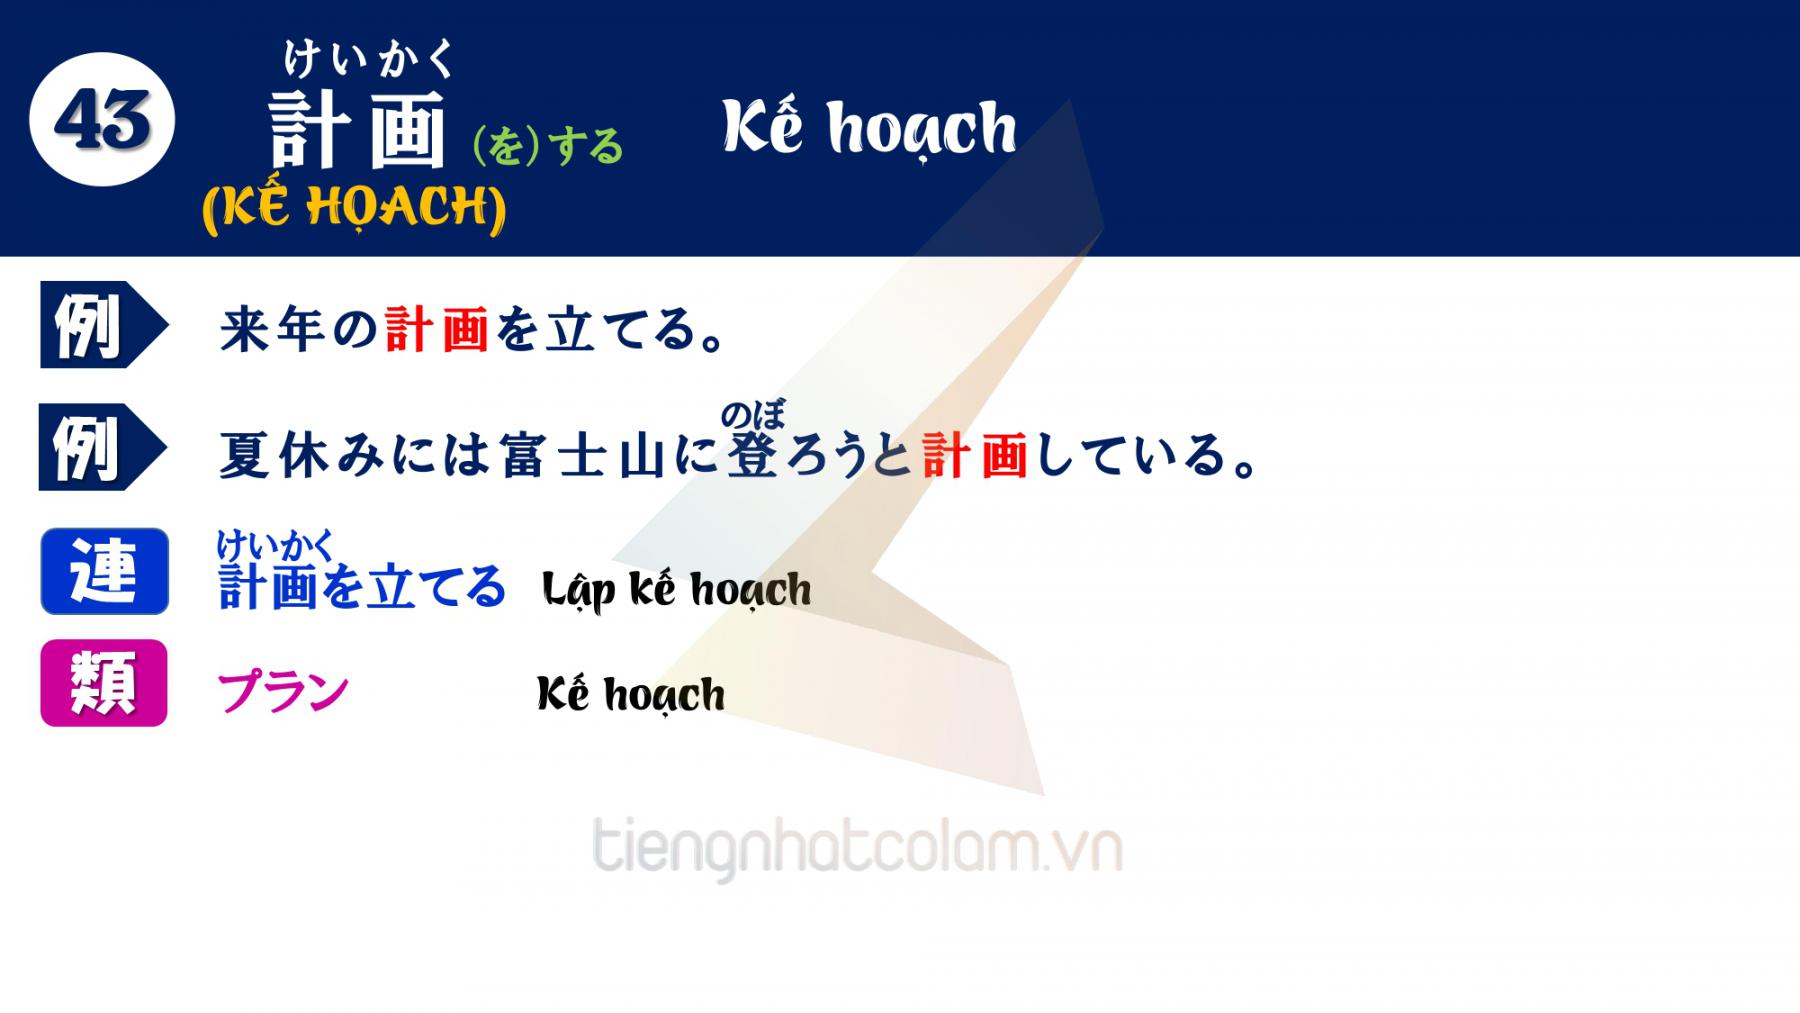 43
けいかく
計画(を)する
Kế hoạch
(KẾ HỌACH)
例 来年の計画を立てる。
のぼ
例 夏休みには富士山に登ろうと計画している。
けいかく
連 計画を立てる Lập kế hoạch
類 プラン Kế hoạch
tiengnhatcolam.vn